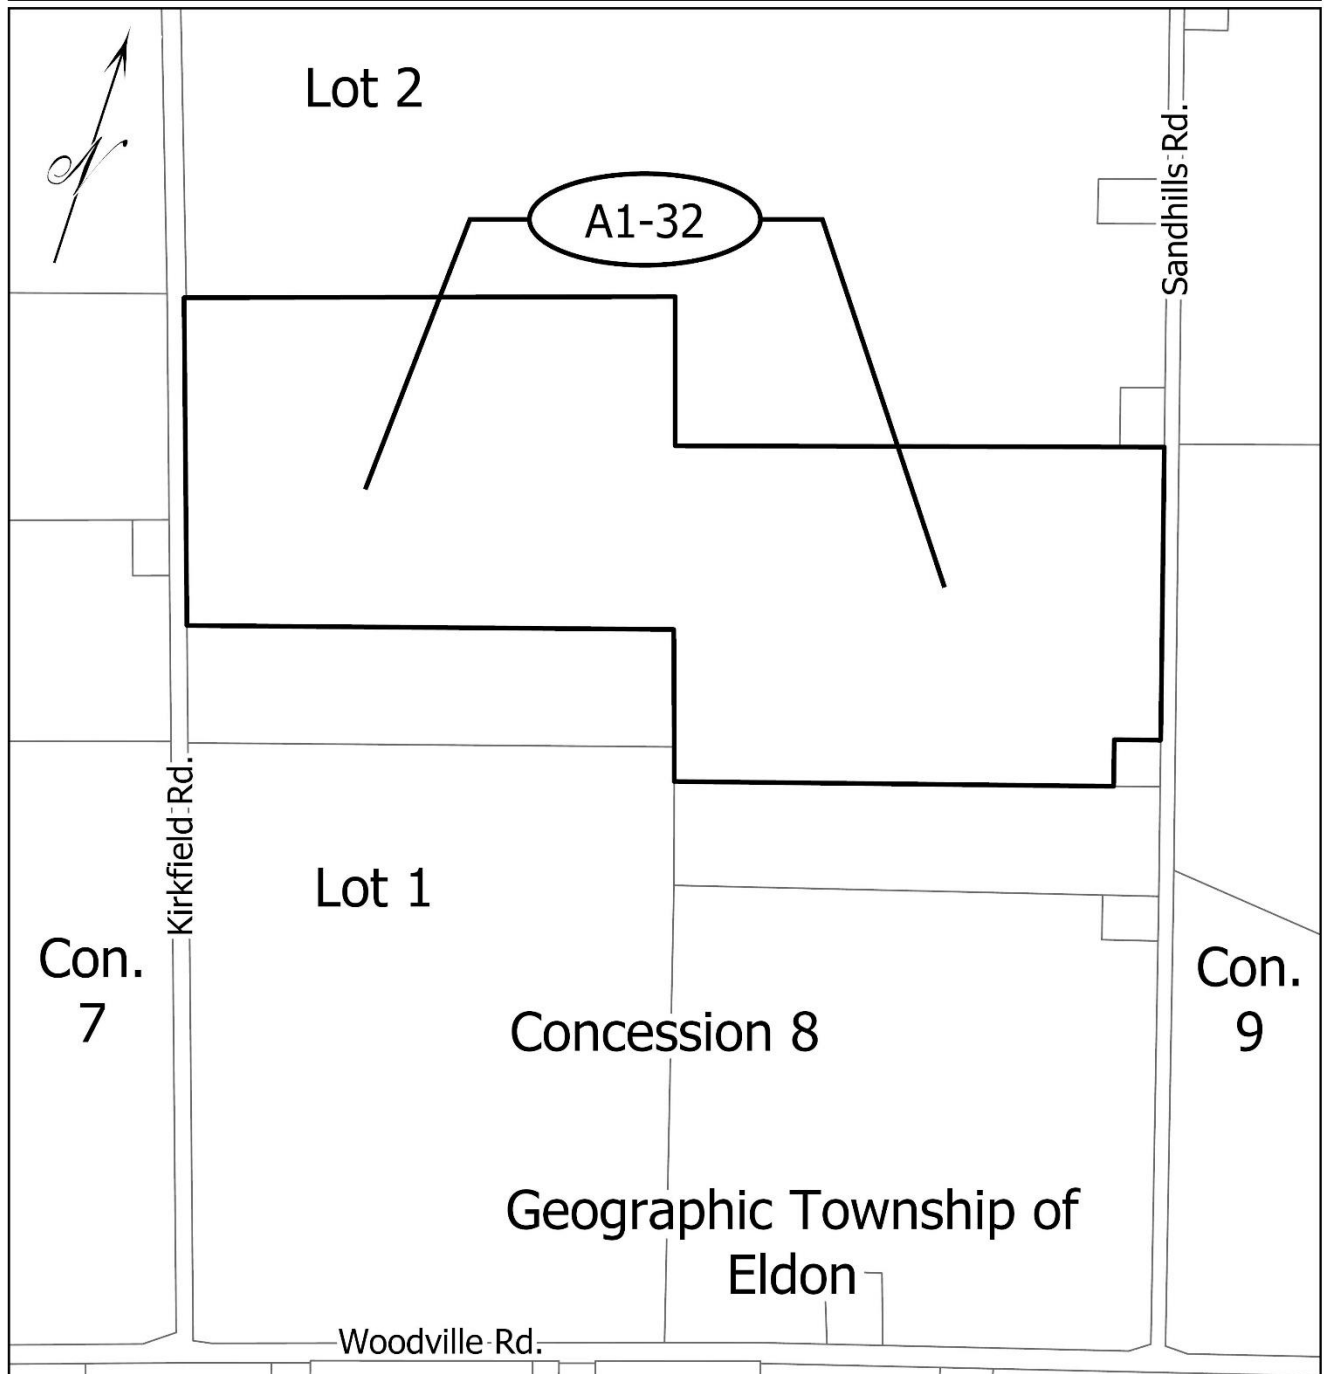 N
Lot 2
Sandhills Rd.
A1-32
Kirkfield Rd.
Lot 1
Con.
7
Con.
9
Concession 8
Geographic Township of
Eldon
Woodville Rd.